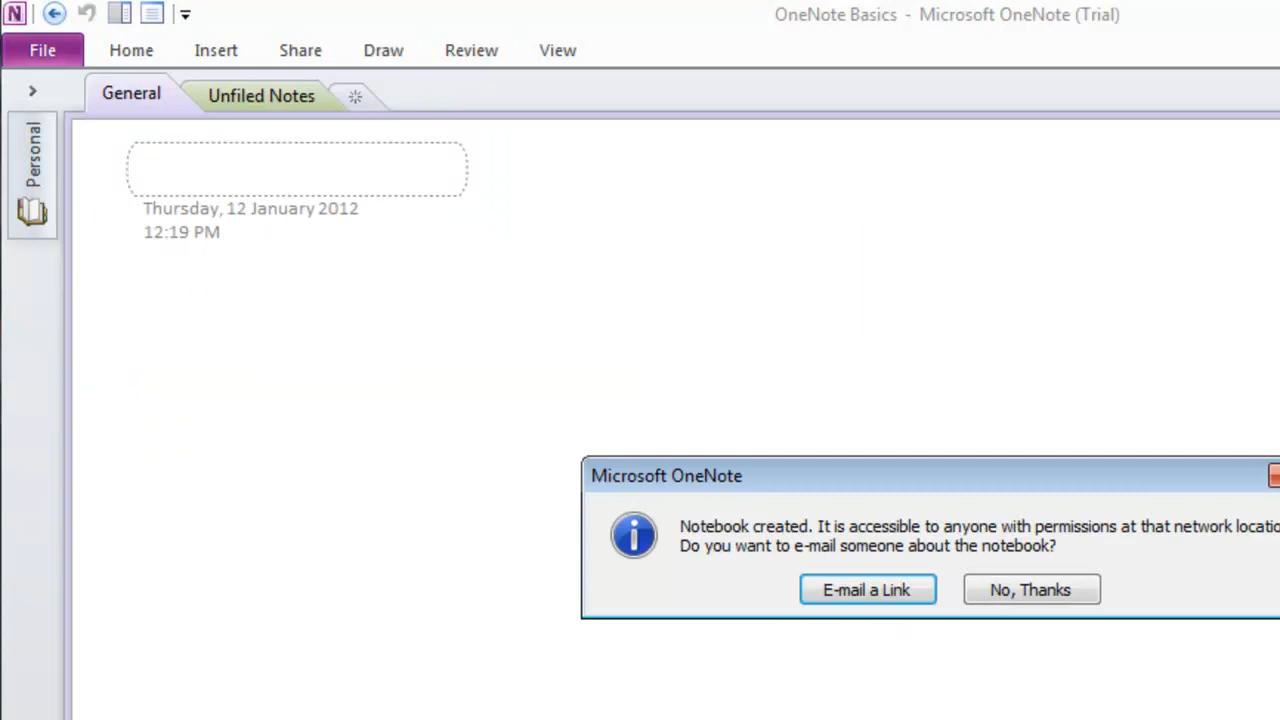 OneNote Basics - Microsoft OneNote (Trial)
File Home Insert Share Draw Review View
General Unfiled Notes
Personal
Thursday, 12 January 2012
12:19 PM
Microsoft OneNote
Notebook created. It is accessible to anyone with permissions at that network locatio
Do you want to e-mail someone about the notebook?
E-mail a Link No, Thanks